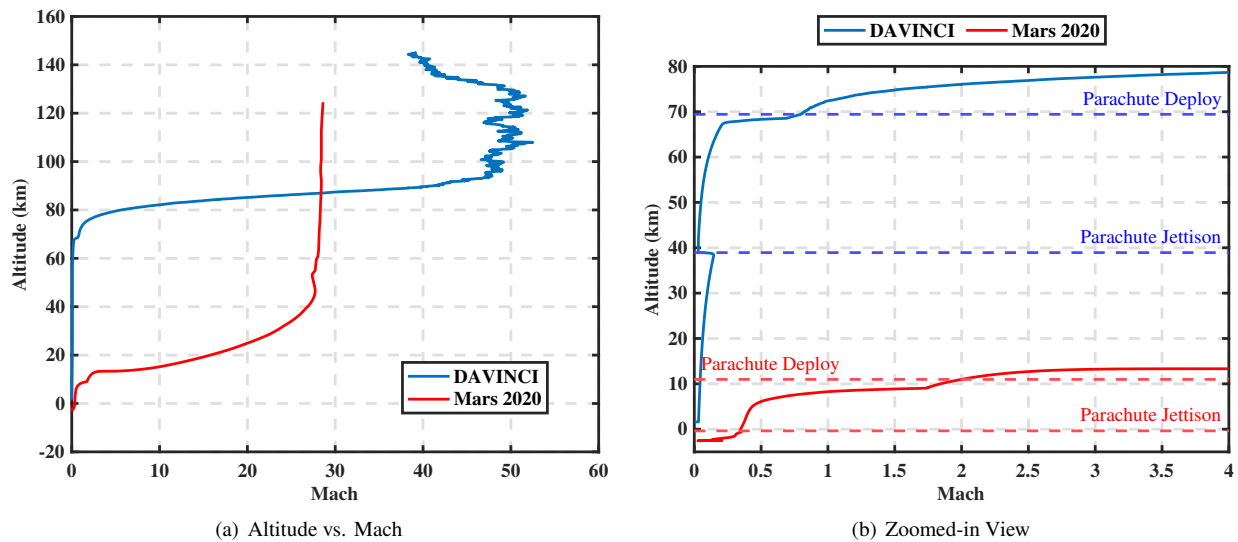 160
140
120
100
80
60
40
20
0
-20
0 10 20 30 40 50 60
Altitude (km)
Mach
DAVINCI
Mars 2020
(a) Altitude vs. Mach
DAVINCI Mars 2020
80
70
60
50
40
30
20
10
0
0 0.5 1 1.5 2 2.5 3 3.5 4
Altitude (km)
Mach
Parachute Deploy
Parachute Jettison
Parachute Deploy
Parachute Jettison
(b) Zoomed-in View